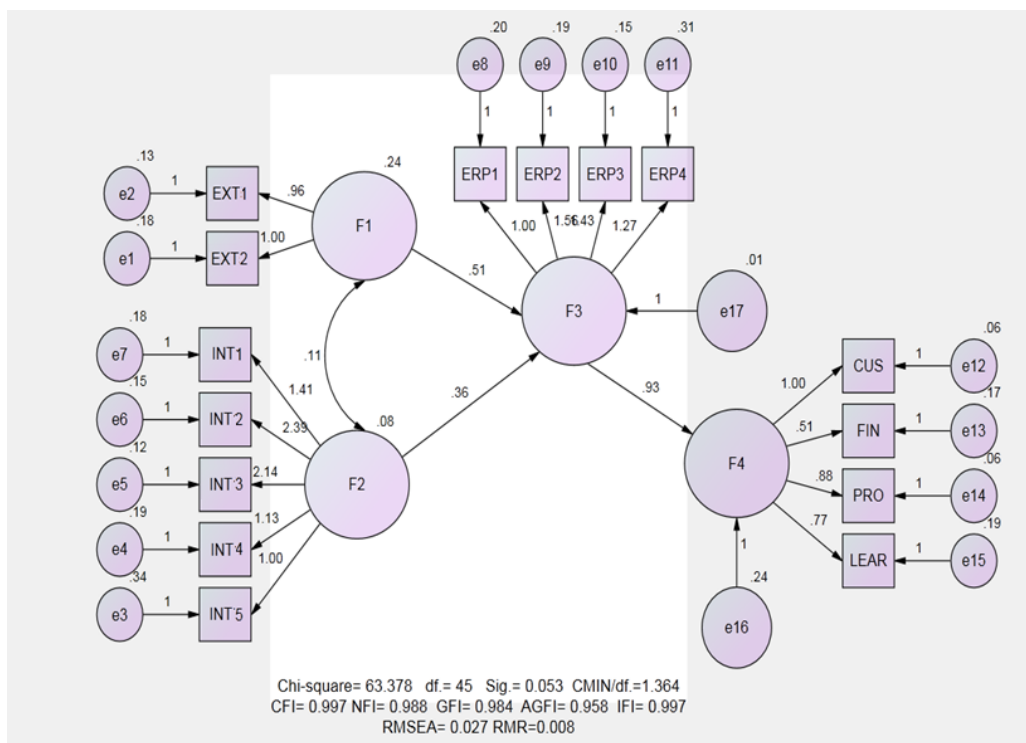 .20 .19 .15 .31
e8 e9 e10 e11
1 1 1 1
ERP1 ERP2 ERP3 ERP4
.13
e2 1 EXT1 .96 .24
F1
.18
e1 1 EXT2 1.00
1.00 1.43 1.27
.51 F3 1 e17 .01
.18
e7 1 INT1 1.41
.11
.15
e6 1 INT2 2.39 .08
.36 .93
.12
e5 1 INT3 2.14
F2
.19
e4 1 INT4 1.13
.34
e3 1 INT5 1.00
.06
CUS 1 e12 1.00
.17
FIN 1 e13 .51
F4
.06
PRO 1 e14 .88
.19
LEAR 1 e15 .77
1 .24
e16
Chi-square= 63.378 df.= 45 Sig.= 0.053 CMIN/df.=1.364
CFI= 0.997 NFI= 0.988 GFI= 0.984 AGFI= 0.958 IFI= 0.997
RMSEA= 0.027 RMR=0.008